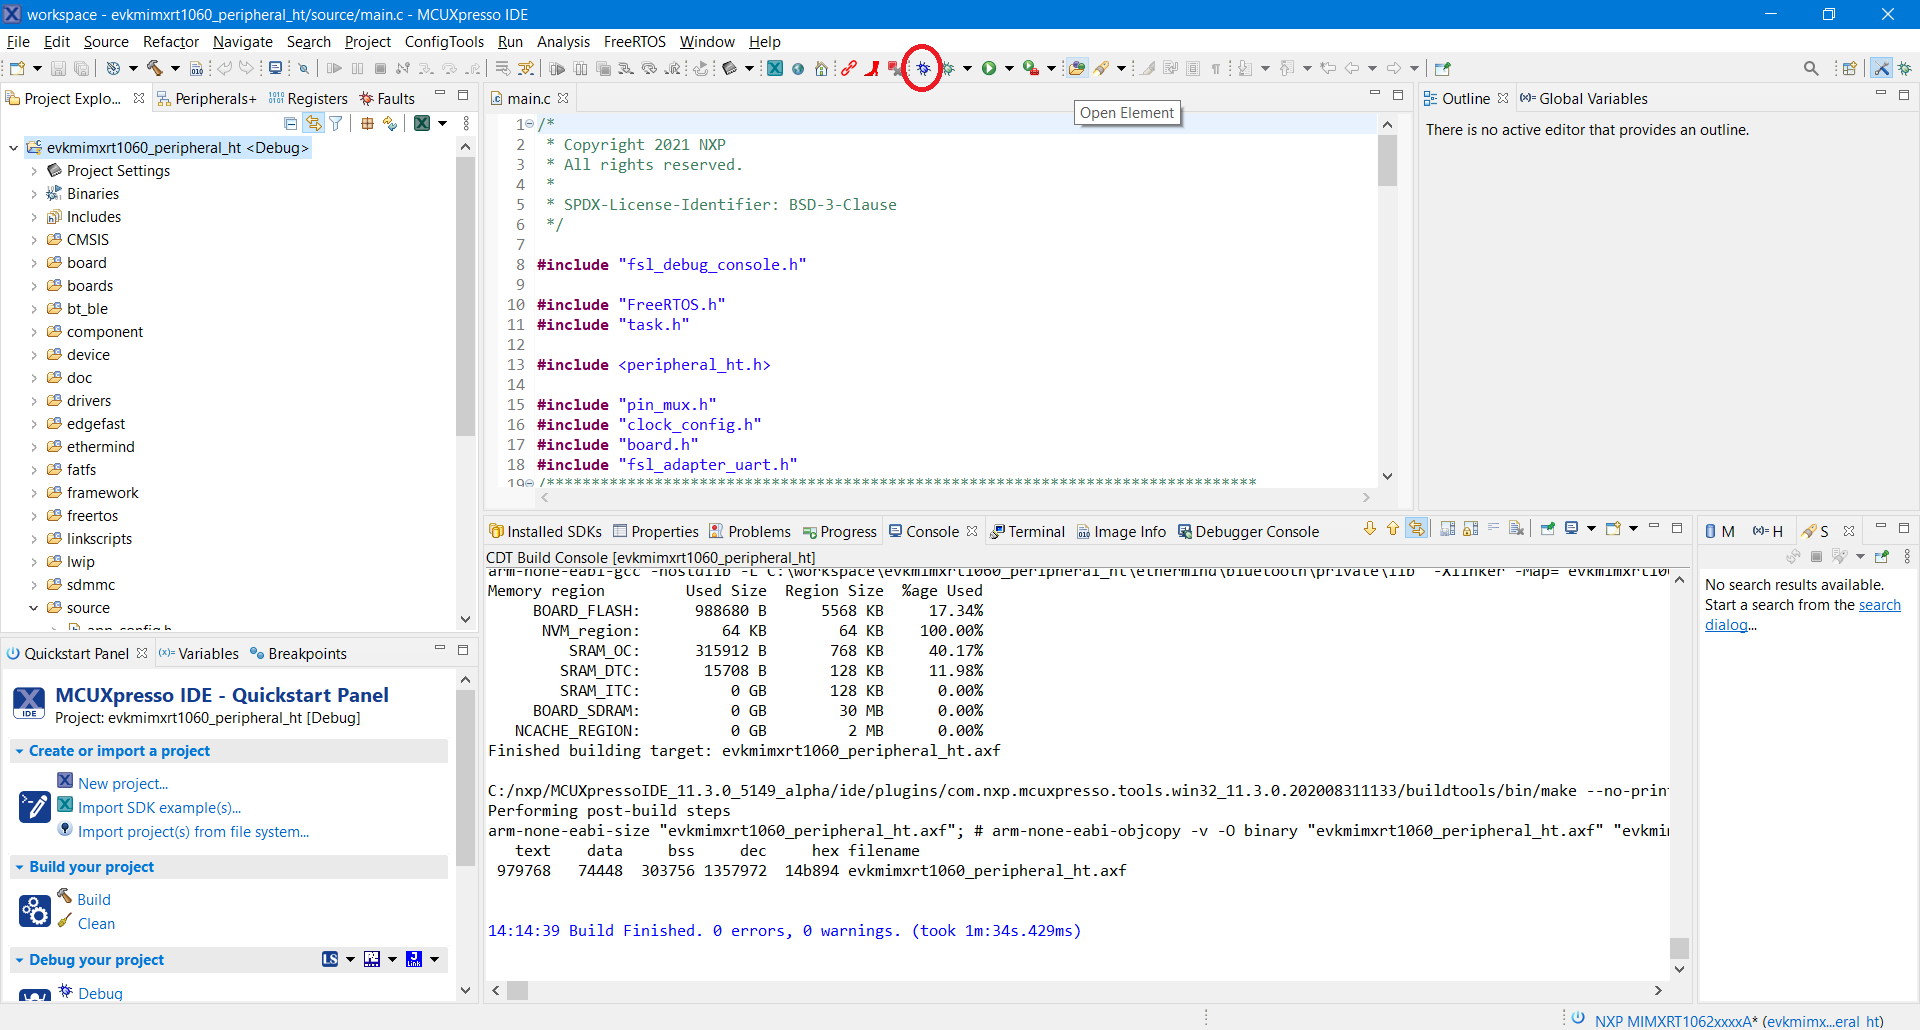 workspace - evkmimxrt1060_peripheral_ht/source/main.c - MCUXpresso IDE
File Edit Source Refactor Navigate Search Project ConfigTools Run Analysis FreeRTOS Window Help
Project Explo... Peripherals+ Registers Faults
evkmimxrt1060_peripheral_ht <Debug>
Project Settings
Binaries
Includes
CMSIS
board
boards
bt_ble
component
device
doc
drivers
edgefast
ethermind
fatfs
framework
freertos
linkscripts
lwip
sdmmc
source
app_config.h
main.c
Open Element
1 /*
2 * Copyright 2021 NXP
3 * All rights reserved.
4 *
5 * SPDX-License-Identifier: BSD-3-Clause
6 */
7
8 #include "fsl_debug_console.h"
9
10 #include "FreeRTOS.h"
11 #include "task.h"
12
13 #include <peripheral_ht.h>
14
15 #include "pin_mux.h"
16 #include "clock_config.h"
17 #include "board.h"
18 #include "fsl_adapter_uart.h"
19 /*******************************************************************************
Outline (x)= Global Variables
There is no active editor that provides an outline.
Quickstart Panel (x)= Variables Breakpoints
IDE
MCUXpresso IDE - Quickstart Panel
Project: evkmimxrt1060_peripheral_ht [Debug]
Create or import a project
New project...
Import SDK example(s)...
Import project(s) from file system...
Build your project
Build
Clean
Debug your project LS Link
Debug
Installed SDKs Properties Problems Progress Console Terminal Image Info Debugger Console
CDT Build Console [evkmimxrt1060_peripheral_ht]
arm-none-eabi-gcc -nostdlib -L"C:\workspace\evkmimxrt1060_peripheral_ht\ethermind\bluetooth\private\lib" -Xlinker -Map="evkmimxrt10
Memory region Used Size Region Size %age Used
BOARD_FLASH: 988680 B 5568 KB 17.34%
NVM_region: 64 KB 64 KB 100.00%
SRAM_OC: 315912 B 768 KB 40.17%
SRAM_DTC: 15708 B 128 KB 11.98%
SRAM_ITC: 0 GB 128 KB 0.00%
BOARD_SDRAM: 0 GB 30 MB 0.00%
NCACHE_REGION: 0 GB 2 MB 0.00%
Finished building target: evkmimxrt1060_peripheral_ht.axf
C:/nxp/MCUXpressoIDE_11.3.0_5149_alpha/ide/plugins/com.nxp.mcuxpresso.tools.win32_11.3.0.202008311133/buildtools/bin/make --no-prin
Performing post-build steps
arm-none-eabi-size "evkmimxrt1060_peripheral_ht.axf"; # arm-none-eabi-objcopy -v -O binary "evkmimxrt1060_peripheral_ht.axf" "evkmi
text data bss dec hex filename
979768 74448 303756 1357972 14b894 evkmimxrt1060_peripheral_ht.axf
14:14:39 Build Finished. 0 errors, 0 warnings. (took 1m:34s.429ms)
M (x)= H S
No search results available.
Start a search from the search
dialog...
NXP MIMXRT1062xxxxA* (evkmimx...eral_ht)